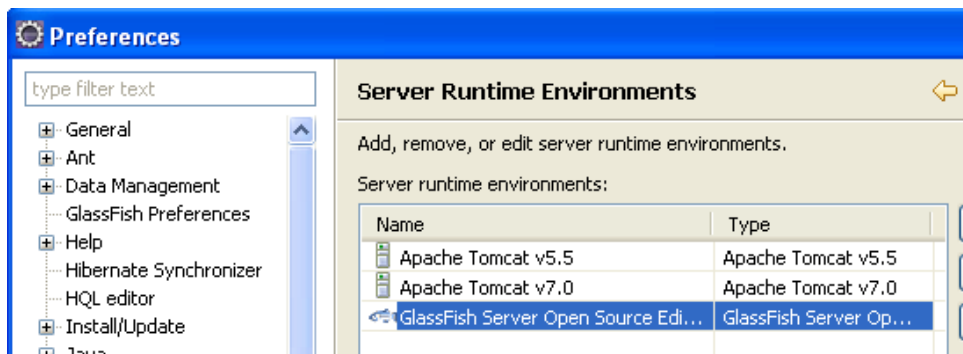 Preferences
type filter text
General
Ant
Data Management
GlassFish Preferences
Help
Hibernate Synchronizer
HQL editor
Install/Update
Java
Server Runtime Environments
Add, remove, or edit server runtime environments.
Server runtime environments:
Name Type
Apache Tomcat v5.5 Apache Tomcat v5.5
Apache Tomcat v7.0 Apache Tomcat v7.0
GlassFish Server Open Source Edi... GlassFish Server Op...